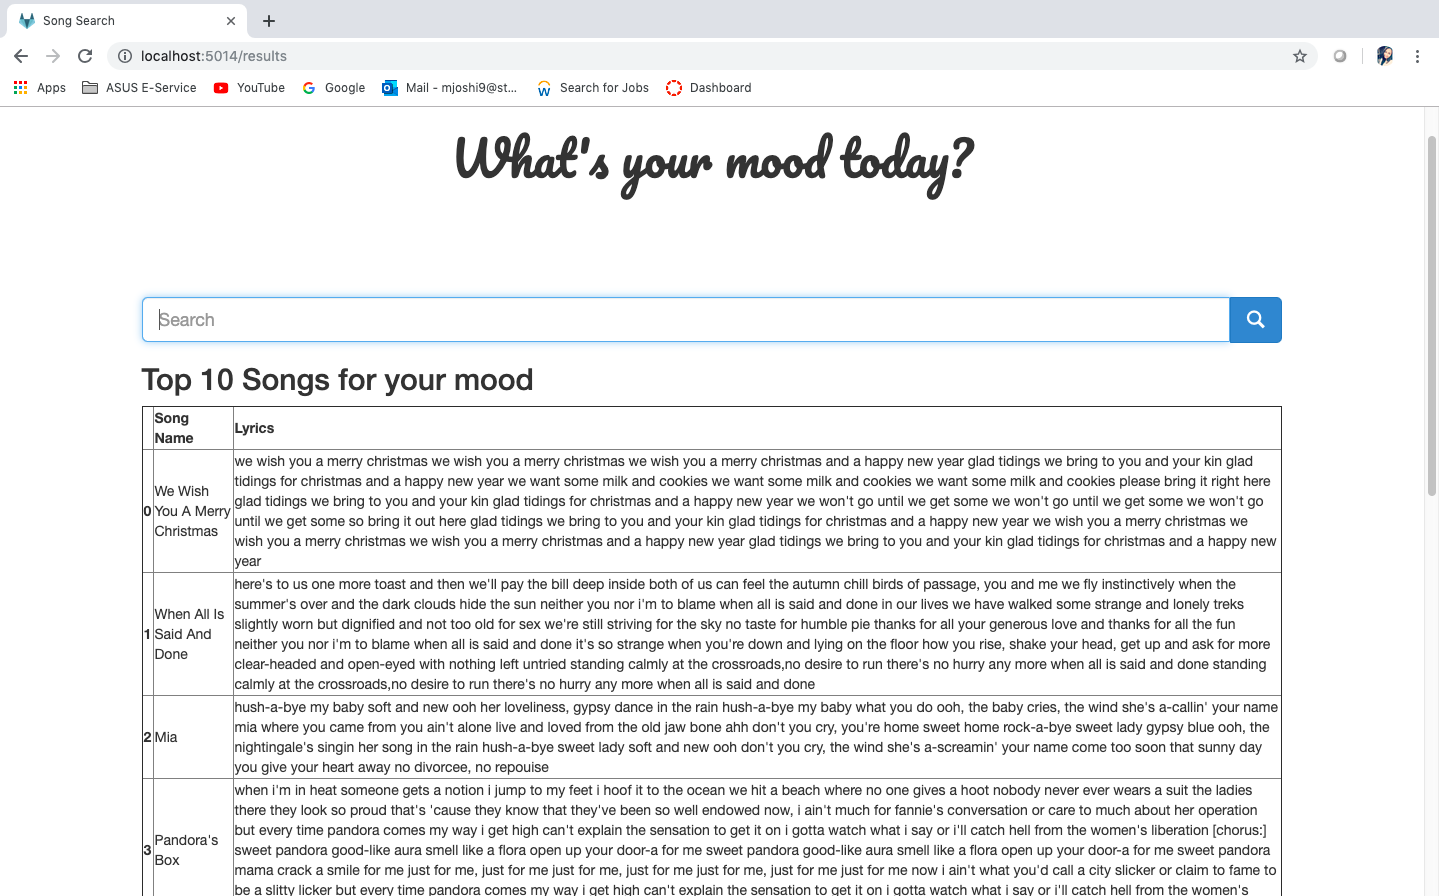 Song Search
localhost:5014/results
Apps
ASUS E-Service
YouTube
Google
Mail - mjoshi9@st...
Search for Jobs
Dashboard
What's your mood today?
Search
Top 10 Songs for your mood
Song
Name
Lyrics
0
We Wish
You A Merry
Christmas
we wish you a merry christmas we wish you a merry christmas we wish you a merry christmas and a happy new year glad tidings we bring to you and your kin glad
tidings for christmas and a happy new year we want some milk and cookies we want some milk and cookies we want some milk and cookies please bring it right here
glad tidings we bring to you and your kin glad tidings for christmas and a happy new year we won't go until we get some we won't go until we get some we won't go
until we get some so bring it out here glad tidings we bring to you and your kin glad tidings for christmas and a happy new year we wish you a merry christmas we
wish you a merry christmas we wish you a merry christmas and a happy new year glad tidings we bring to you and your kin glad tidings for christmas and a happy new
year
1
When All Is
Said And
Done
here's to us one more toast and then we'll pay the bill deep inside both of us can feel the autumn chill birds of passage, you and me we fly instinctively when the
summer's over and the dark clouds hide the sun neither you nor i'm to blame when all is said and done in our lives we have walked some strange and lonely treks
slightly worn but dignified and not too old for sex we're still striving for the sky no taste for humble pie thanks for all your generous love and thanks for all the fun
neither you nor i'm to blame when all is said and done it's so strange when you're down and lying on the floor how you rise, shake your head, get up and ask for more
clear-headed and open-eyed with nothing left untried standing calmly at the crossroads,no desire to run there's no hurry any more when all is said and done standing
calmly at the crossroads,no desire to run there's no hurry any more when all is said and done
2
Mia
hush-a-bye my baby soft and new ooh her loveliness, gypsy dance in the rain hush-a-bye my baby what you do ooh, the baby cries, the wind she's a-callin' your name
mia where you came from you ain't alone live and loved from the old jaw bone ahh don't you cry, you're home sweet home rock-a-bye sweet lady gypsy blue ooh, the
nightingale's singin her song in the rain hush-a-bye sweet lady soft and new ooh don't you cry, the wind she's a-screamin' your name come too soon that sunny day
you give your heart away no divorcee, no repouise
3
Pandora's
Box
when i'm in heat someone gets a notion i jump to my feet i hoof it to the ocean we hit a beach where no one gives a hoot nobody never ever wears a suit the ladies
there they look so proud that's 'cause they know that they've been so well endowed now, i ain't much for fannie's conversation or care to much about her operation
but every time pandora comes my way i get high can't explain the sensation to get it on i gotta watch what i say or i'll catch hell from the women's liberation [chorus:]
sweet pandora good-like aura smell like a flora open up your door-a for me sweet pandora good-like aura smell like a flora open up your door-a for me sweet pandora
mama crack a smile for me just for me, just for me just for me, just for me just for me, just for me just for me now i ain't what you'd call a city slicker or claim to fame to
be a slitty licker but every time pandora comes my way i get high can't explain the sensation to get it on i gotta watch what i say or i'll catch hell from the women's